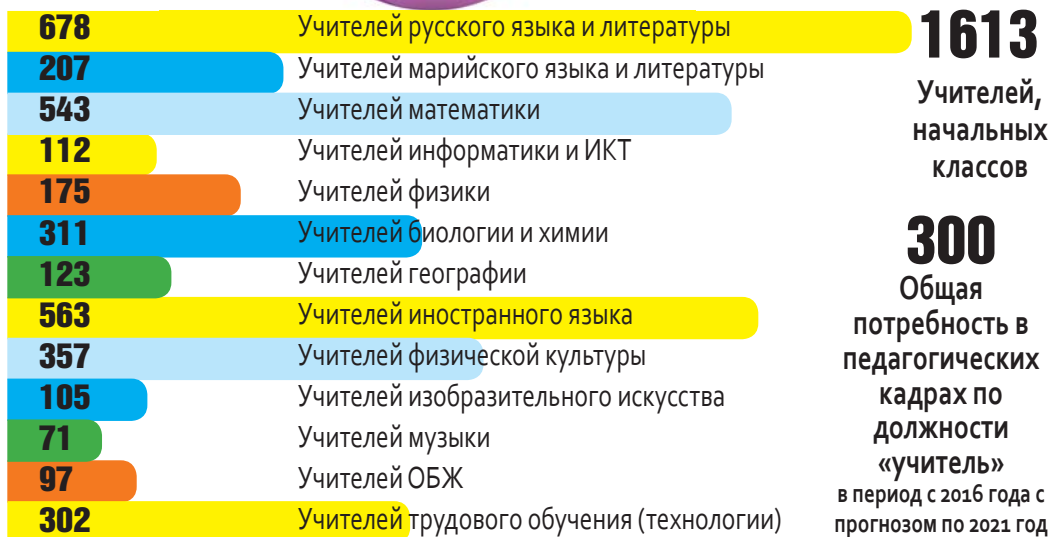 678 Учителей русского языка и литературы
207 Учителей марийского языка и литературы
543 Учителей математики
112 Учителей информатики и ИКТ
175 Учителей физики
311 Учителей биологии и химии
123 Учителей географии
563 Учителей иностранного языка
357 Учителей физической культуры
105 Учителей изобразительного искусства
71 Учителей музыки
97 Учителей ОБЖ
302 Учителей трудового обучения (технологии)
1613
Учителей,
начальных
классов
300
Общая
потребность в
педагогических
кадрах по
должности
«учитель»
в период с 2016 года с
прогнозом по 2021 год